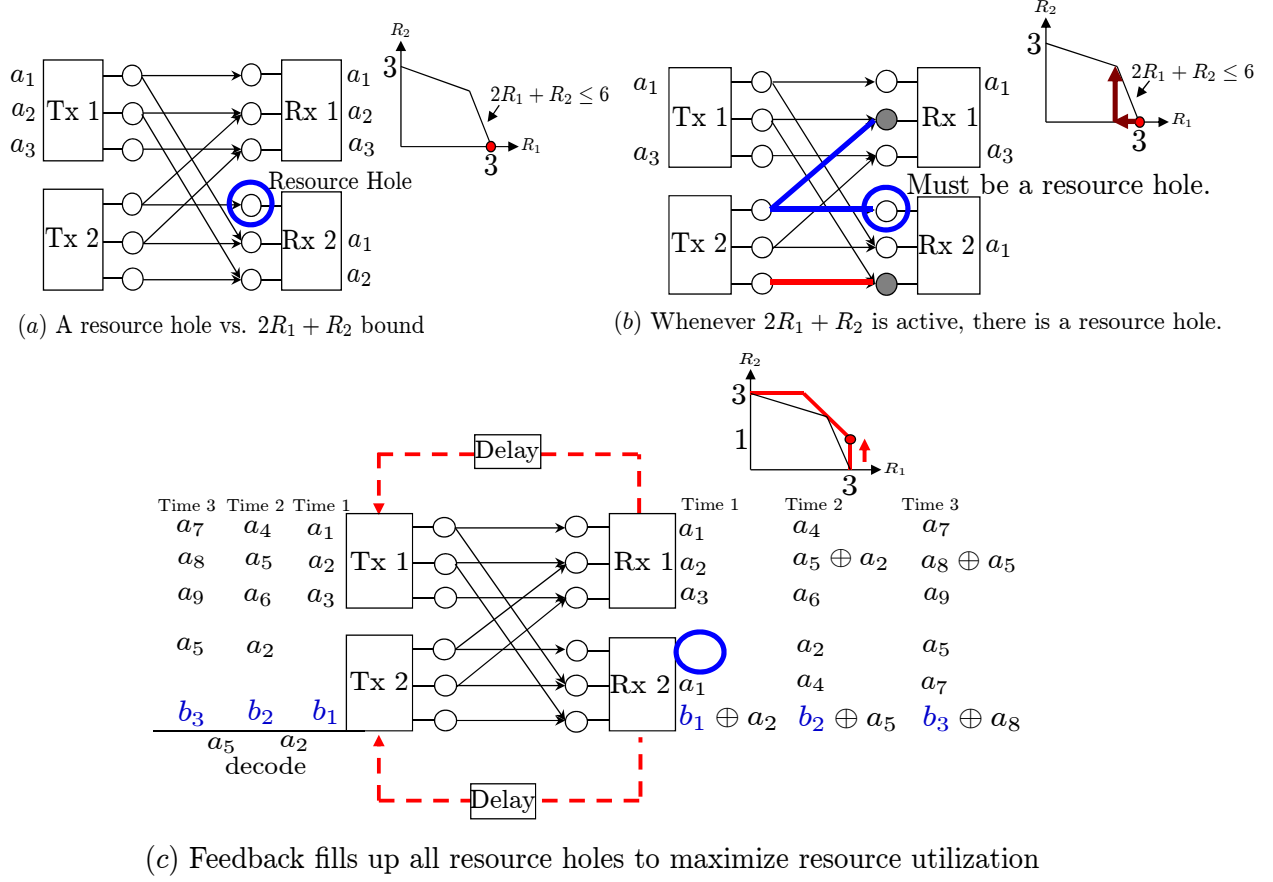 R₂
3
2R₁ + R₂ ≤ 6
3
R₁
a₁
a₂
a₃
Tx 1
Rx 1
a₁
a₂
a₃
Resource Hole
Tx 2
Rx 2
a₁
a₂
(a) A resource hole vs. 2R₁ + R₂ bound
R₂
3
2R₁ + R₂ ≤ 6
3
R₁
a₁
a₃
Tx 1
Rx 1
a₁
a₃
Must be a resource hole.
Tx 2
Rx 2
a₁
(b) Whenever 2R₁ + R₂ is active, there is a resource hole.
R₂
3
1
3
R₁
Delay
Time 3 Time 2 Time 1
a₇ a₄ a₁
a₈ a₅ a₂
a₉ a₆ a₃
Tx 1
Rx 1
Time 1 Time 2 Time 3
a₁ a₄ a₇
a₂ a₅ ⊕ a₂ a₈ ⊕ a₅
a₃ a₆ a₉
a₅ a₂
b₃ b₂ b₁
a₅ a₂
decode
Tx 2
Rx 2
a₂ a₅
a₁ a₄ a₇
b₁ ⊕ a₂ b₂ ⊕ a₅ b₃ ⊕ a₈
Delay
(c) Feedback fills up all resource holes to maximize resource utilization